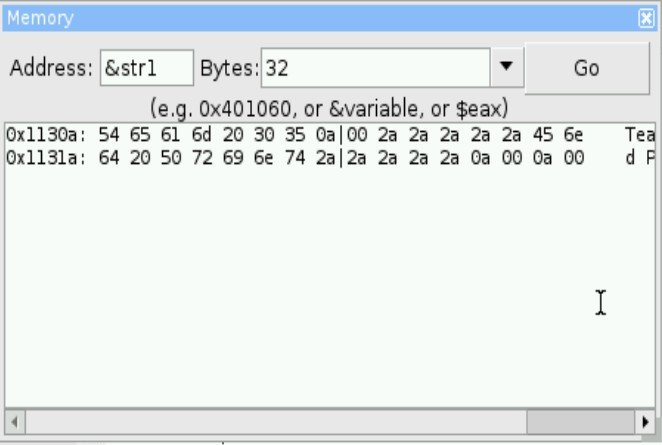 Memory
Address: &str1 Bytes: 32 Go
(e.g. 0x401060, or &variable, or $eax)
0x1130a: 54 65 61 6d 20 30 35 0a|00 2a 2a 2a 2a 2a 45 6e Tea
0x1131a: 64 20 50 72 69 6e 74 2a|2a 2a 2a 2a 0a 00 0a 00 d P